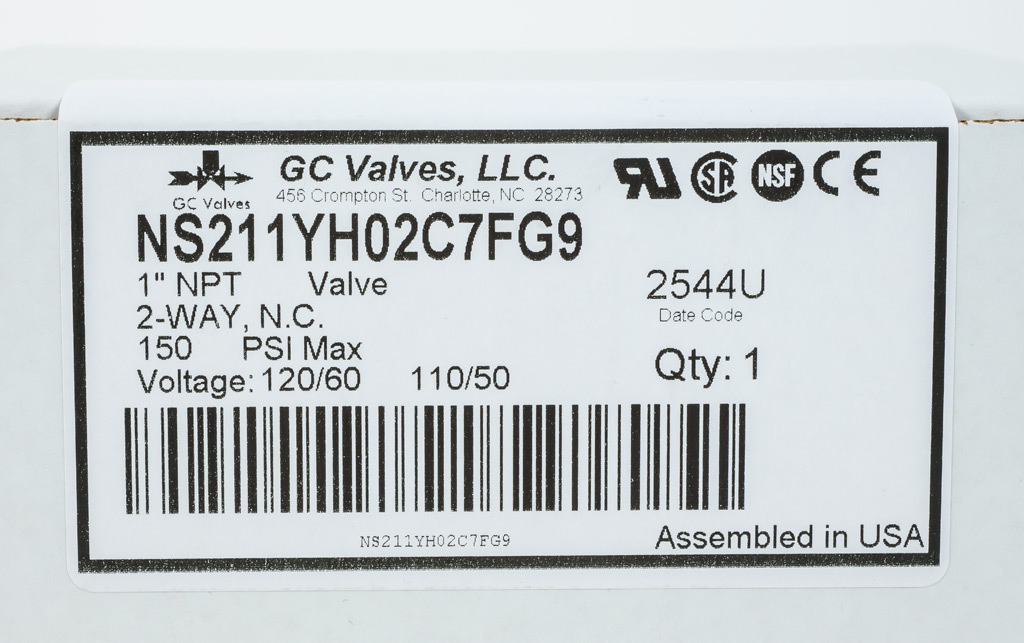 GC Valves
GC Valves, LLC.
456 Crompton St. Charlotte, NC 28273
NSF
CE
NS211YH02C7FG9
1" NPT Valve
2-WAY, N.C.
150 PSI Max
Voltage: 120/60 110/50
2544U
Date Code
Qty: 1
NS211YH02C7FG9
Assembled in USA